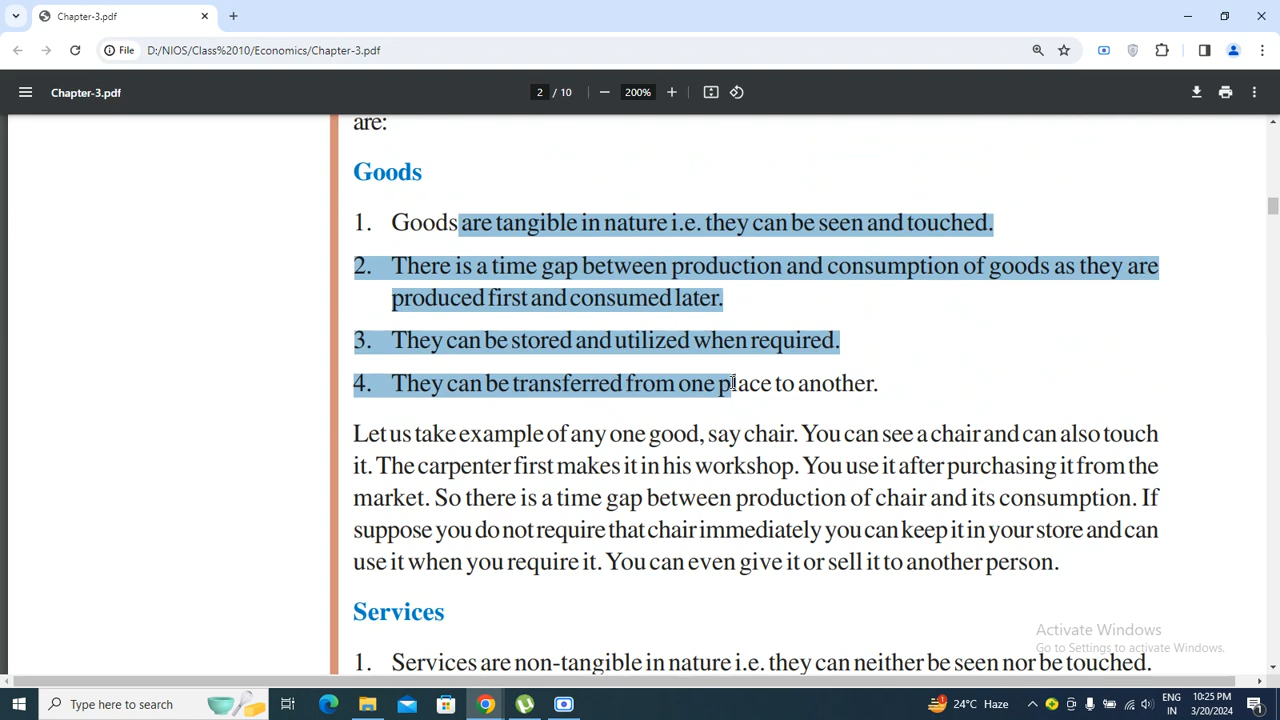 Chapter-3.pdf
File D:/NIOS/Class%2010/Economics/Chapter-3.pdf
Chapter-3.pdf 2 / 10 200%
are:
Goods
1. Goods are tangible in nature i.e. they can be seen and touched.
2. There is a time gap between production and consumption of goods as they are
produced first and consumed later.
3. They can be stored and utilized when required.
4. They can be transferred from one place to another.
Let us take example of any one good, say chair. You can see a chair and can also touch
it. The carpenter first makes it in his workshop. You use it after purchasing it from the
market. So there is a time gap between production of chair and its consumption. If
suppose you do not require that chair immediately you can keep it in your store and can
use it when you require it. You can even give it or sell it to another person.
Services
1. Services are non-tangible in nature i.e. they can neither be seen nor be touched.
Activate Windows
Go to Settings to activate Windows.
Type here to search
24°C Haze
ENG
IN
10:25 PM
3/20/2024